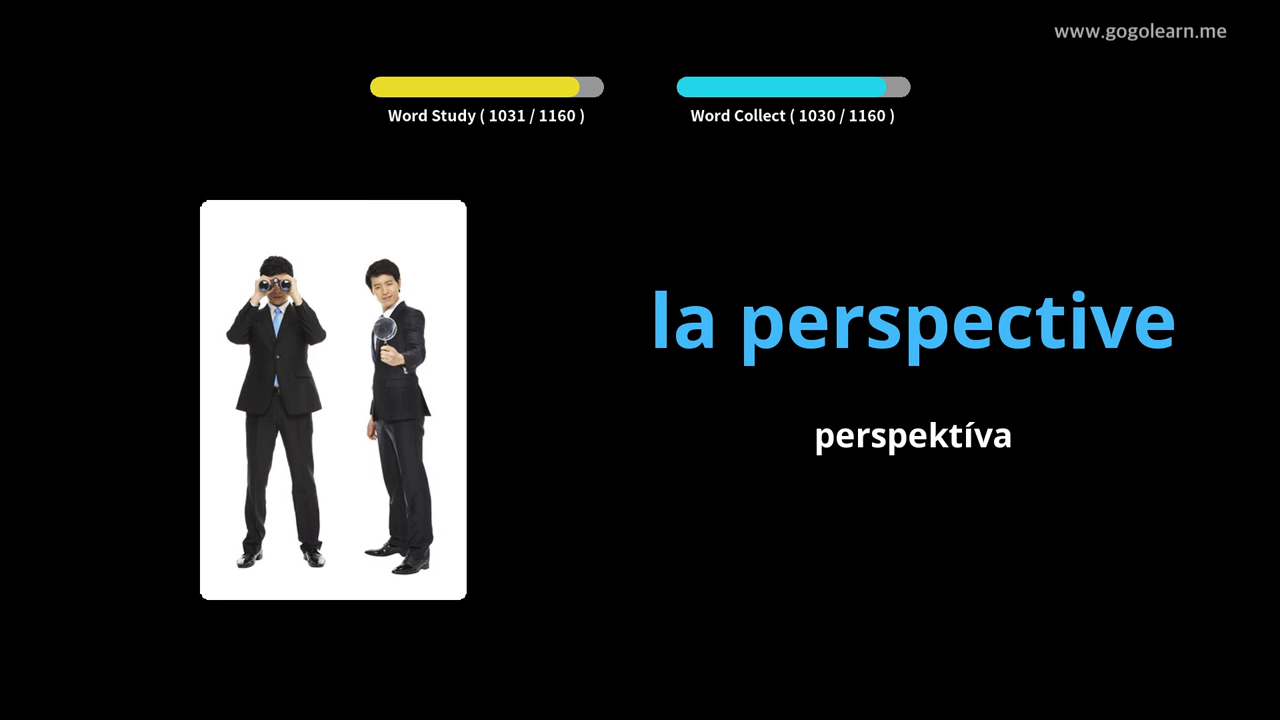 www.gogolearn.me
Word Study ( 1031 / 1160 )
Word Collect ( 1030 / 1160 )
la perspective
perspektíva